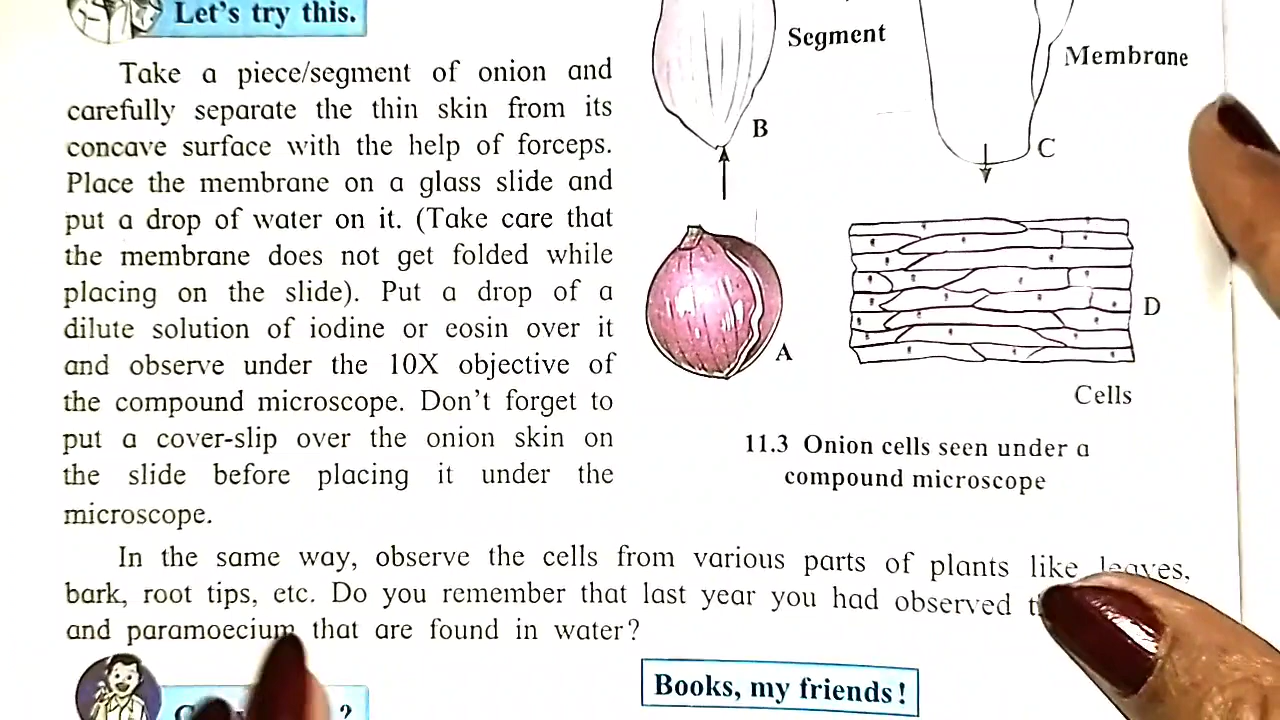 Let's try this.
Take a piece/segment of onion and
carefully separate the thin skin from its
concave surface with the help of forceps.
Place the membrane on a glass slide and
put a drop of water on it. (Take care that
the membrane does not get folded while
placing on the slide). Put a drop of a
dilute solution of iodine or eosin over it
and observe under the 10X objective of
the compound microscope. Don't forget to
put a cover-slip over the onion skin on
the slide before placing it under the
microscope.
Segment
B
Membrane
C
A
D
Cells
11.3 Onion cells seen under a
compound microscope
In the same way, observe the cells from various parts of plants like leaves,
bark, root tips, etc. Do you remember that last year you had observed
and paramoecium that are found in water?
?
Books, my friends!